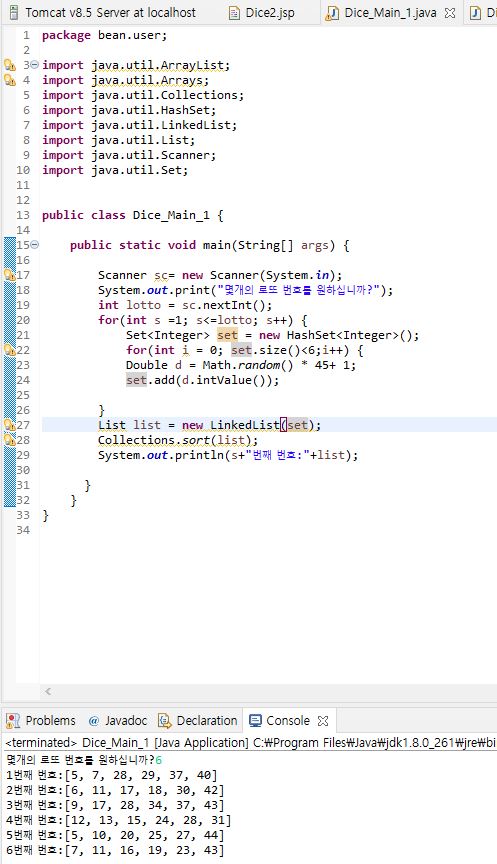 Tomcat v8.5 Server at localhost Dice2.jsp Dice_Main_1.java Di
1 package bean.user;
2
3 import java.util.ArrayList;
4 import java.util.Arrays;
5 import java.util.Collections;
6 import java.util.HashSet;
7 import java.util.LinkedList;
8 import java.util.List;
9 import java.util.Scanner;
10 import java.util.Set;
11
12
13 public class Dice_Main_1 {
14
15 public static void main(String[] args) {
16
17 Scanner sc= new Scanner(System.in);
18 System.out.print("몇개의 로또 번호를 원하십니까?");
19 int lotto = sc.nextInt();
20 for(int s =1; s<=lotto; s++) {
21 Set<Integer> set = new HashSet<Integer>();
22 for(int i = 0; set.size()<6;i++) {
23 Double d = Math.random() * 45+ 1;
24 set.add(d.intValue());
25
26 }
27 List list = new LinkedList(set);
28 Collections.sort(list);
29 System.out.println(s+"번째 번호:"+list);
30
31 }
32 }
33 }
34
Problems Javadoc Declaration Console
<terminated> Dice_Main_1 [Java Application] C:₩Program Files₩Java₩jdk1.8.0_261₩jre₩bi
몇개의 로또 번호를 원하십니까?6
1번째 번호:[5, 7, 28, 29, 37, 40]
2번째 번호:[6, 11, 17, 18, 30, 42]
3번째 번호:[9, 17, 28, 34, 37, 43]
4번째 번호:[12, 13, 15, 24, 28, 31]
5번째 번호:[5, 10, 20, 25, 27, 44]
6번째 번호:[7, 11, 16, 19, 23, 43]